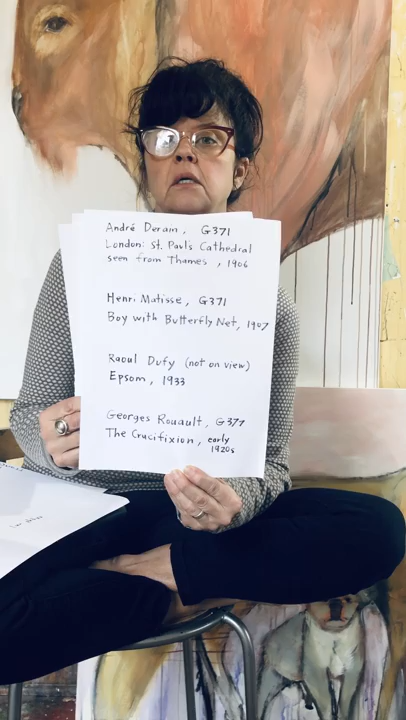 André Derain, G371
London: St. Paul's Cathedral
seen from Thames, 1906
Henri Matisse, G371
Boy with Butterfly Net, 1907
Raoul Dufy (not on view)
Epsom, 1933
Georges Rouault, G377
The Crucifixion, early
1920s